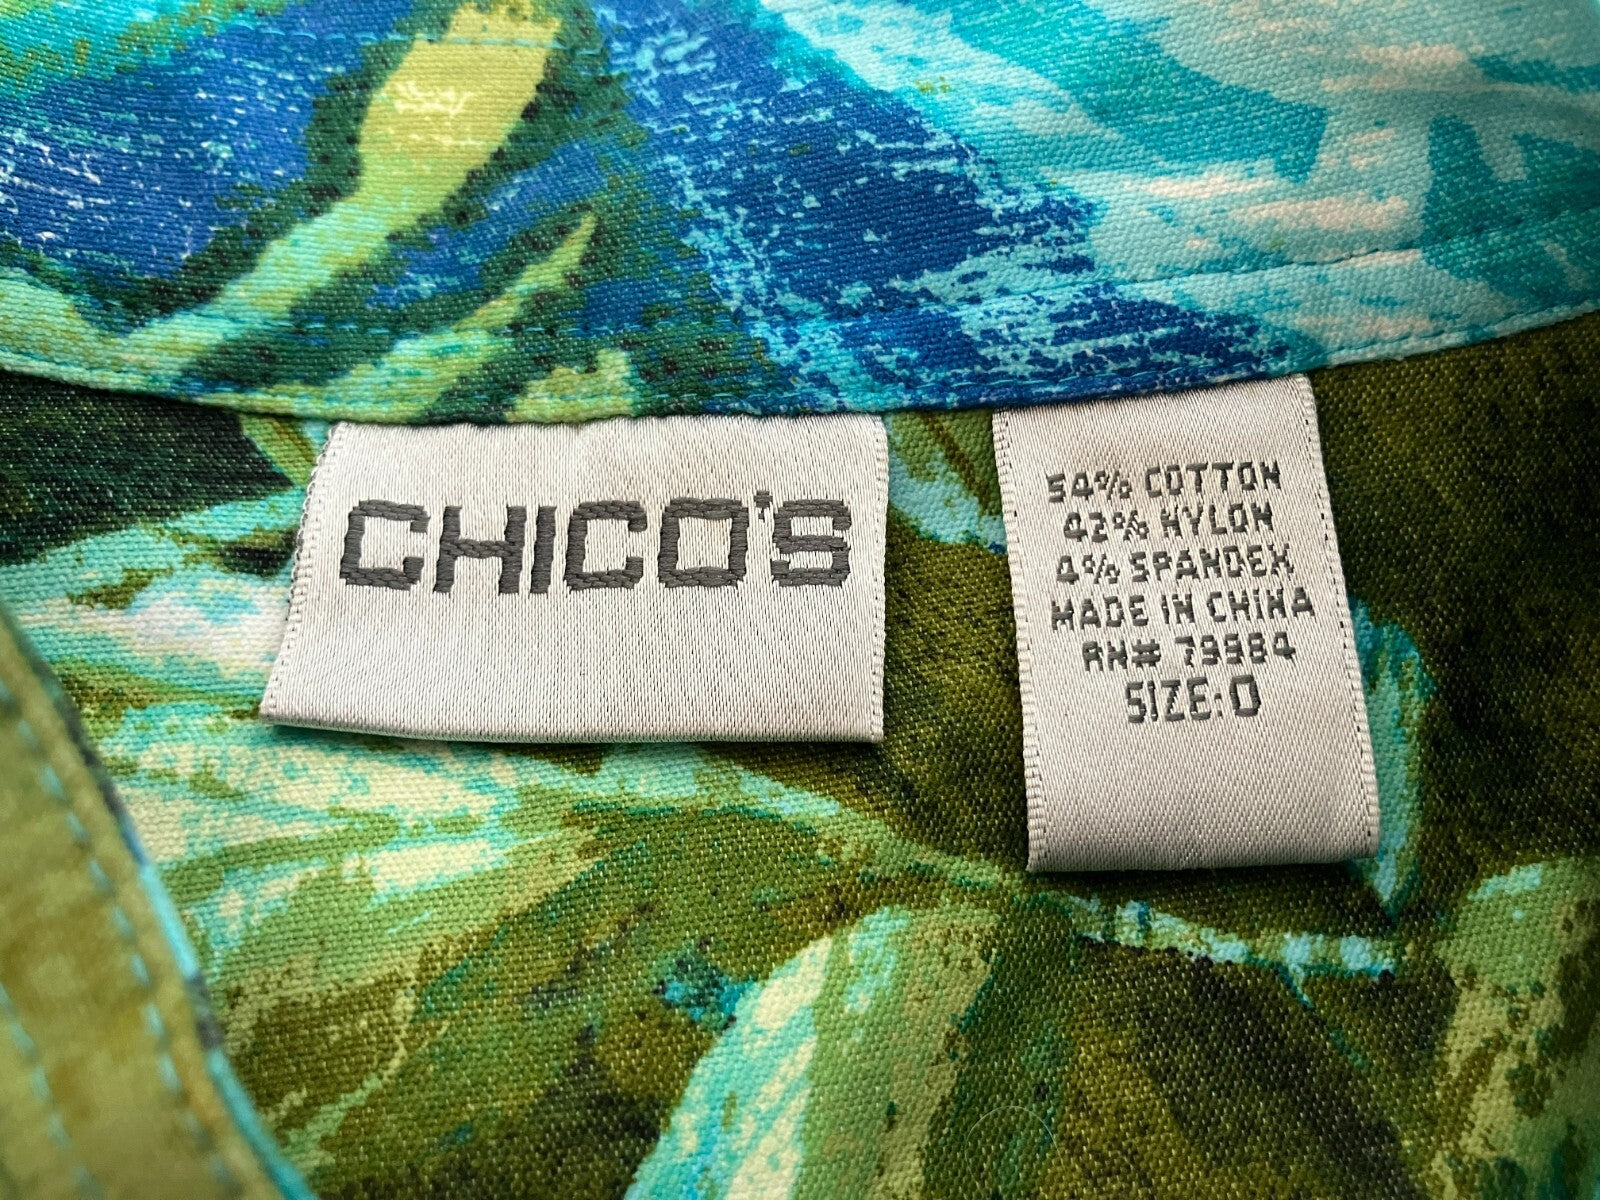 CHICO'S
54% COTTON
42% NYLON
4% SPANDEX
MADE IN CHINA
RN# 79984
SIZE: 0